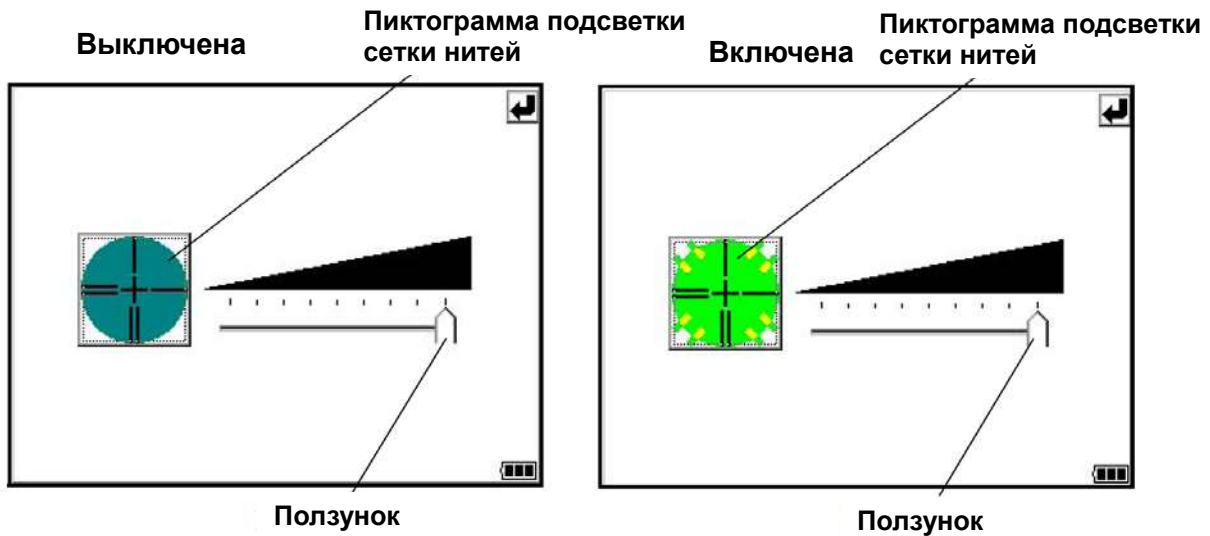 Выключена
Пиктограмма подсветки
сетки нитей
Включена
Пиктограмма подсветки
сетки нитей
Ползунок
Ползунок